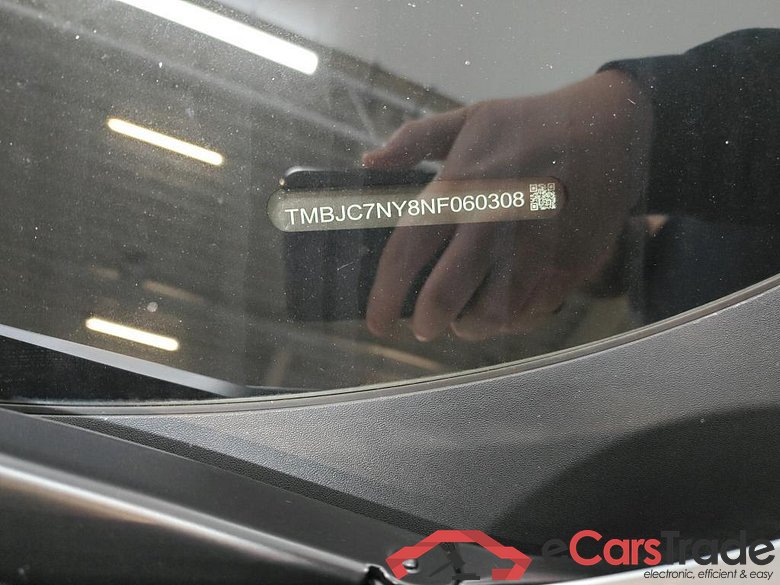 TMBJC7NY8NF060308
eCarsTrade
electronic, efficient & easy